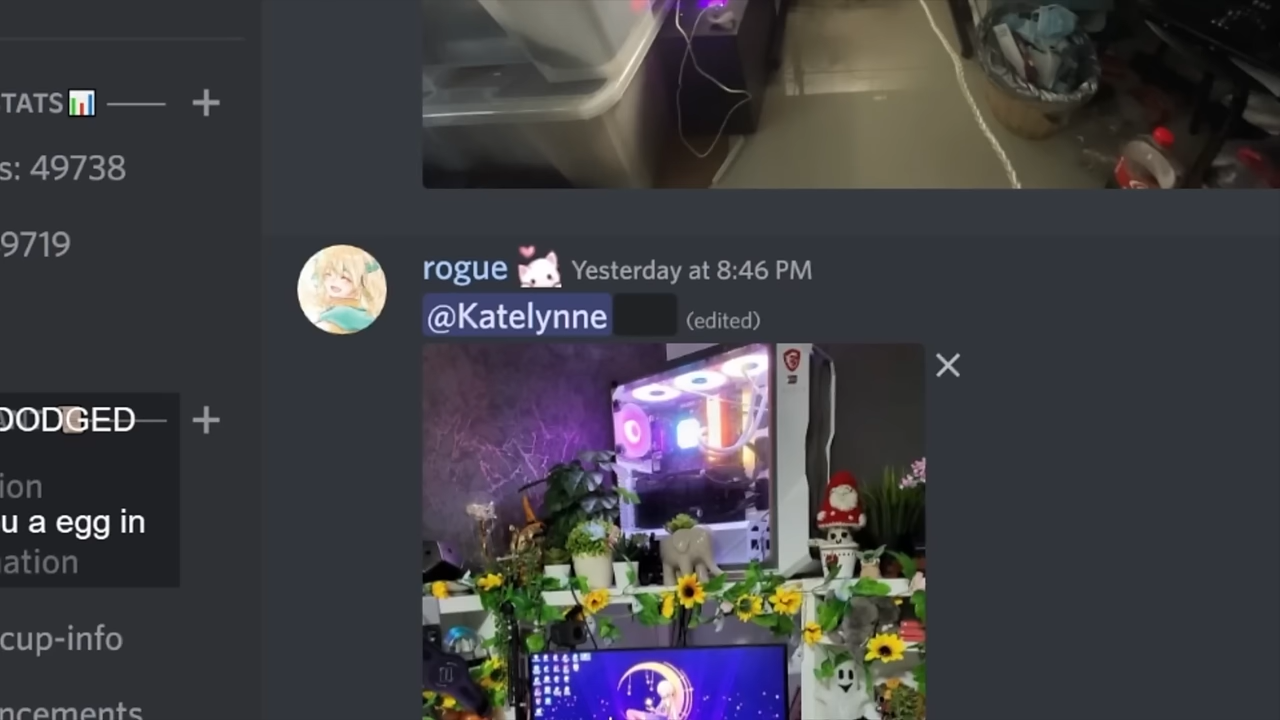 TATS📊
s: 49738
9719
rogue Yesterday at 8:46 PM
@Katelynne (edited)
DODGED
ion
u a egg in
nation
cup-info
ncements